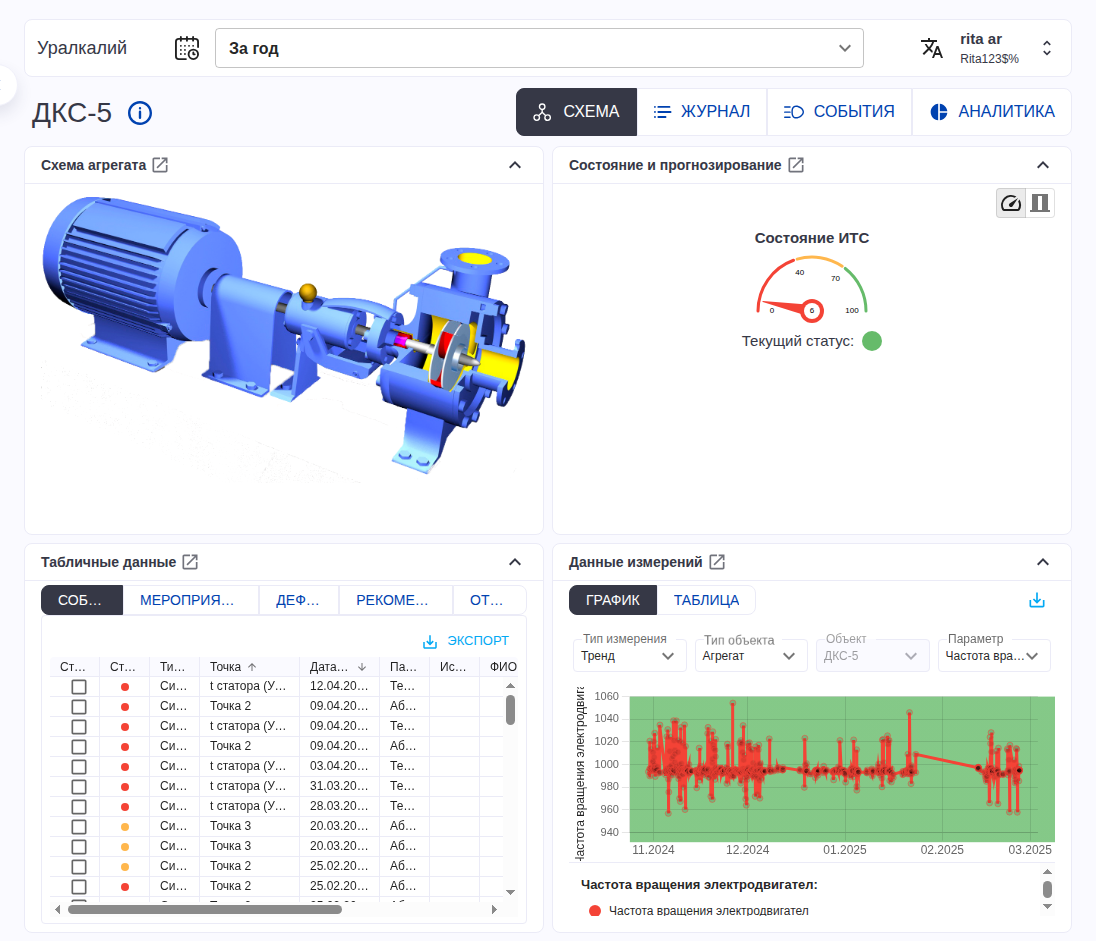 Уралкалий
За год
rita ar
Rita123$%
ДКС-5
СХЕМА
ЖУРНАЛ
СОБЫТИЯ
АНАЛИТИКА
Схема агрегата
Состояние и прогнозирование
Состояние ИТС
40
70
0
6
100
Текущий статус:
Табличные данные
СОБ...
МЕРОПРИЯ...
ДЕФ...
РЕКОМЕ...
ОТ...
ЭКСПОРТ
Ст... Ст... Ти... Точка Дата... Па... Ис... ФИО
Си... t статора (У... 12.04.20... Те...
Си... Точка 2 09.04.20... Аб...
Си... t статора (У... 09.04.20... Те...
Си... Точка 2 09.04.20... Аб...
Си... t статора (У... 03.04.20... Те...
Си... t статора (У... 31.03.20... Те...
Си... t статора (У... 28.03.20... Те...
Си... Точка 3 20.03.20... Аб...
Си... Точка 3 20.03.20... Аб...
Си... Точка 2 25.02.20... Аб...
Си... Точка 2 25.02.20... Аб...
Данные измерений
ГРАФИК
ТАБЛИЦА
Тип измерения
Тренд
Тип объекта
Агрегат
Объект
ДКС-5
Параметр
Частота вра...
Частота вращения электродвига
1060
1040
1020
1000
980
960
940
11.2024
12.2024
01.2025
02.2025
03.2025
Частота вращения электродвигател:
Частота вращения электродвигател